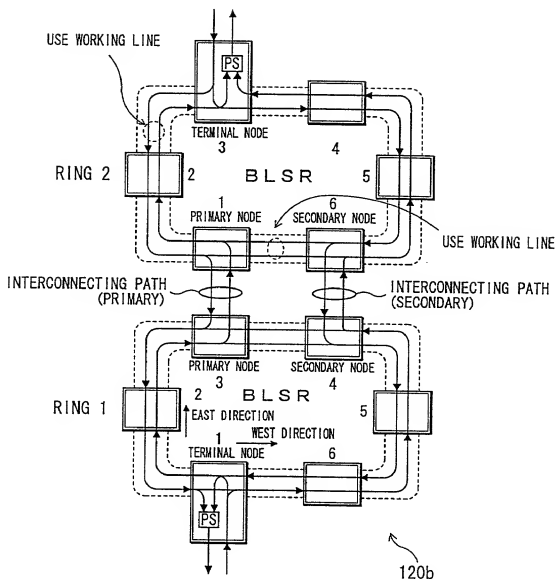 USE WORKING LINE
PS
TERMINAL NODE
3
4
RING 2
2
BLSR
5
1
6
PRIMARY NODE
SECONDARY NODE
USE WORKING LINE
INTERCONNECTING PATH
(PRIMARY)
INTERCONNECTING PATH
(SECONDARY)
PRIMARY NODE
SECONDARY NODE
3
4
2
BLSR
RING 1
EAST DIRECTION
5
WEST DIRECTION
1
6
TERMINAL NODE
PS
120b